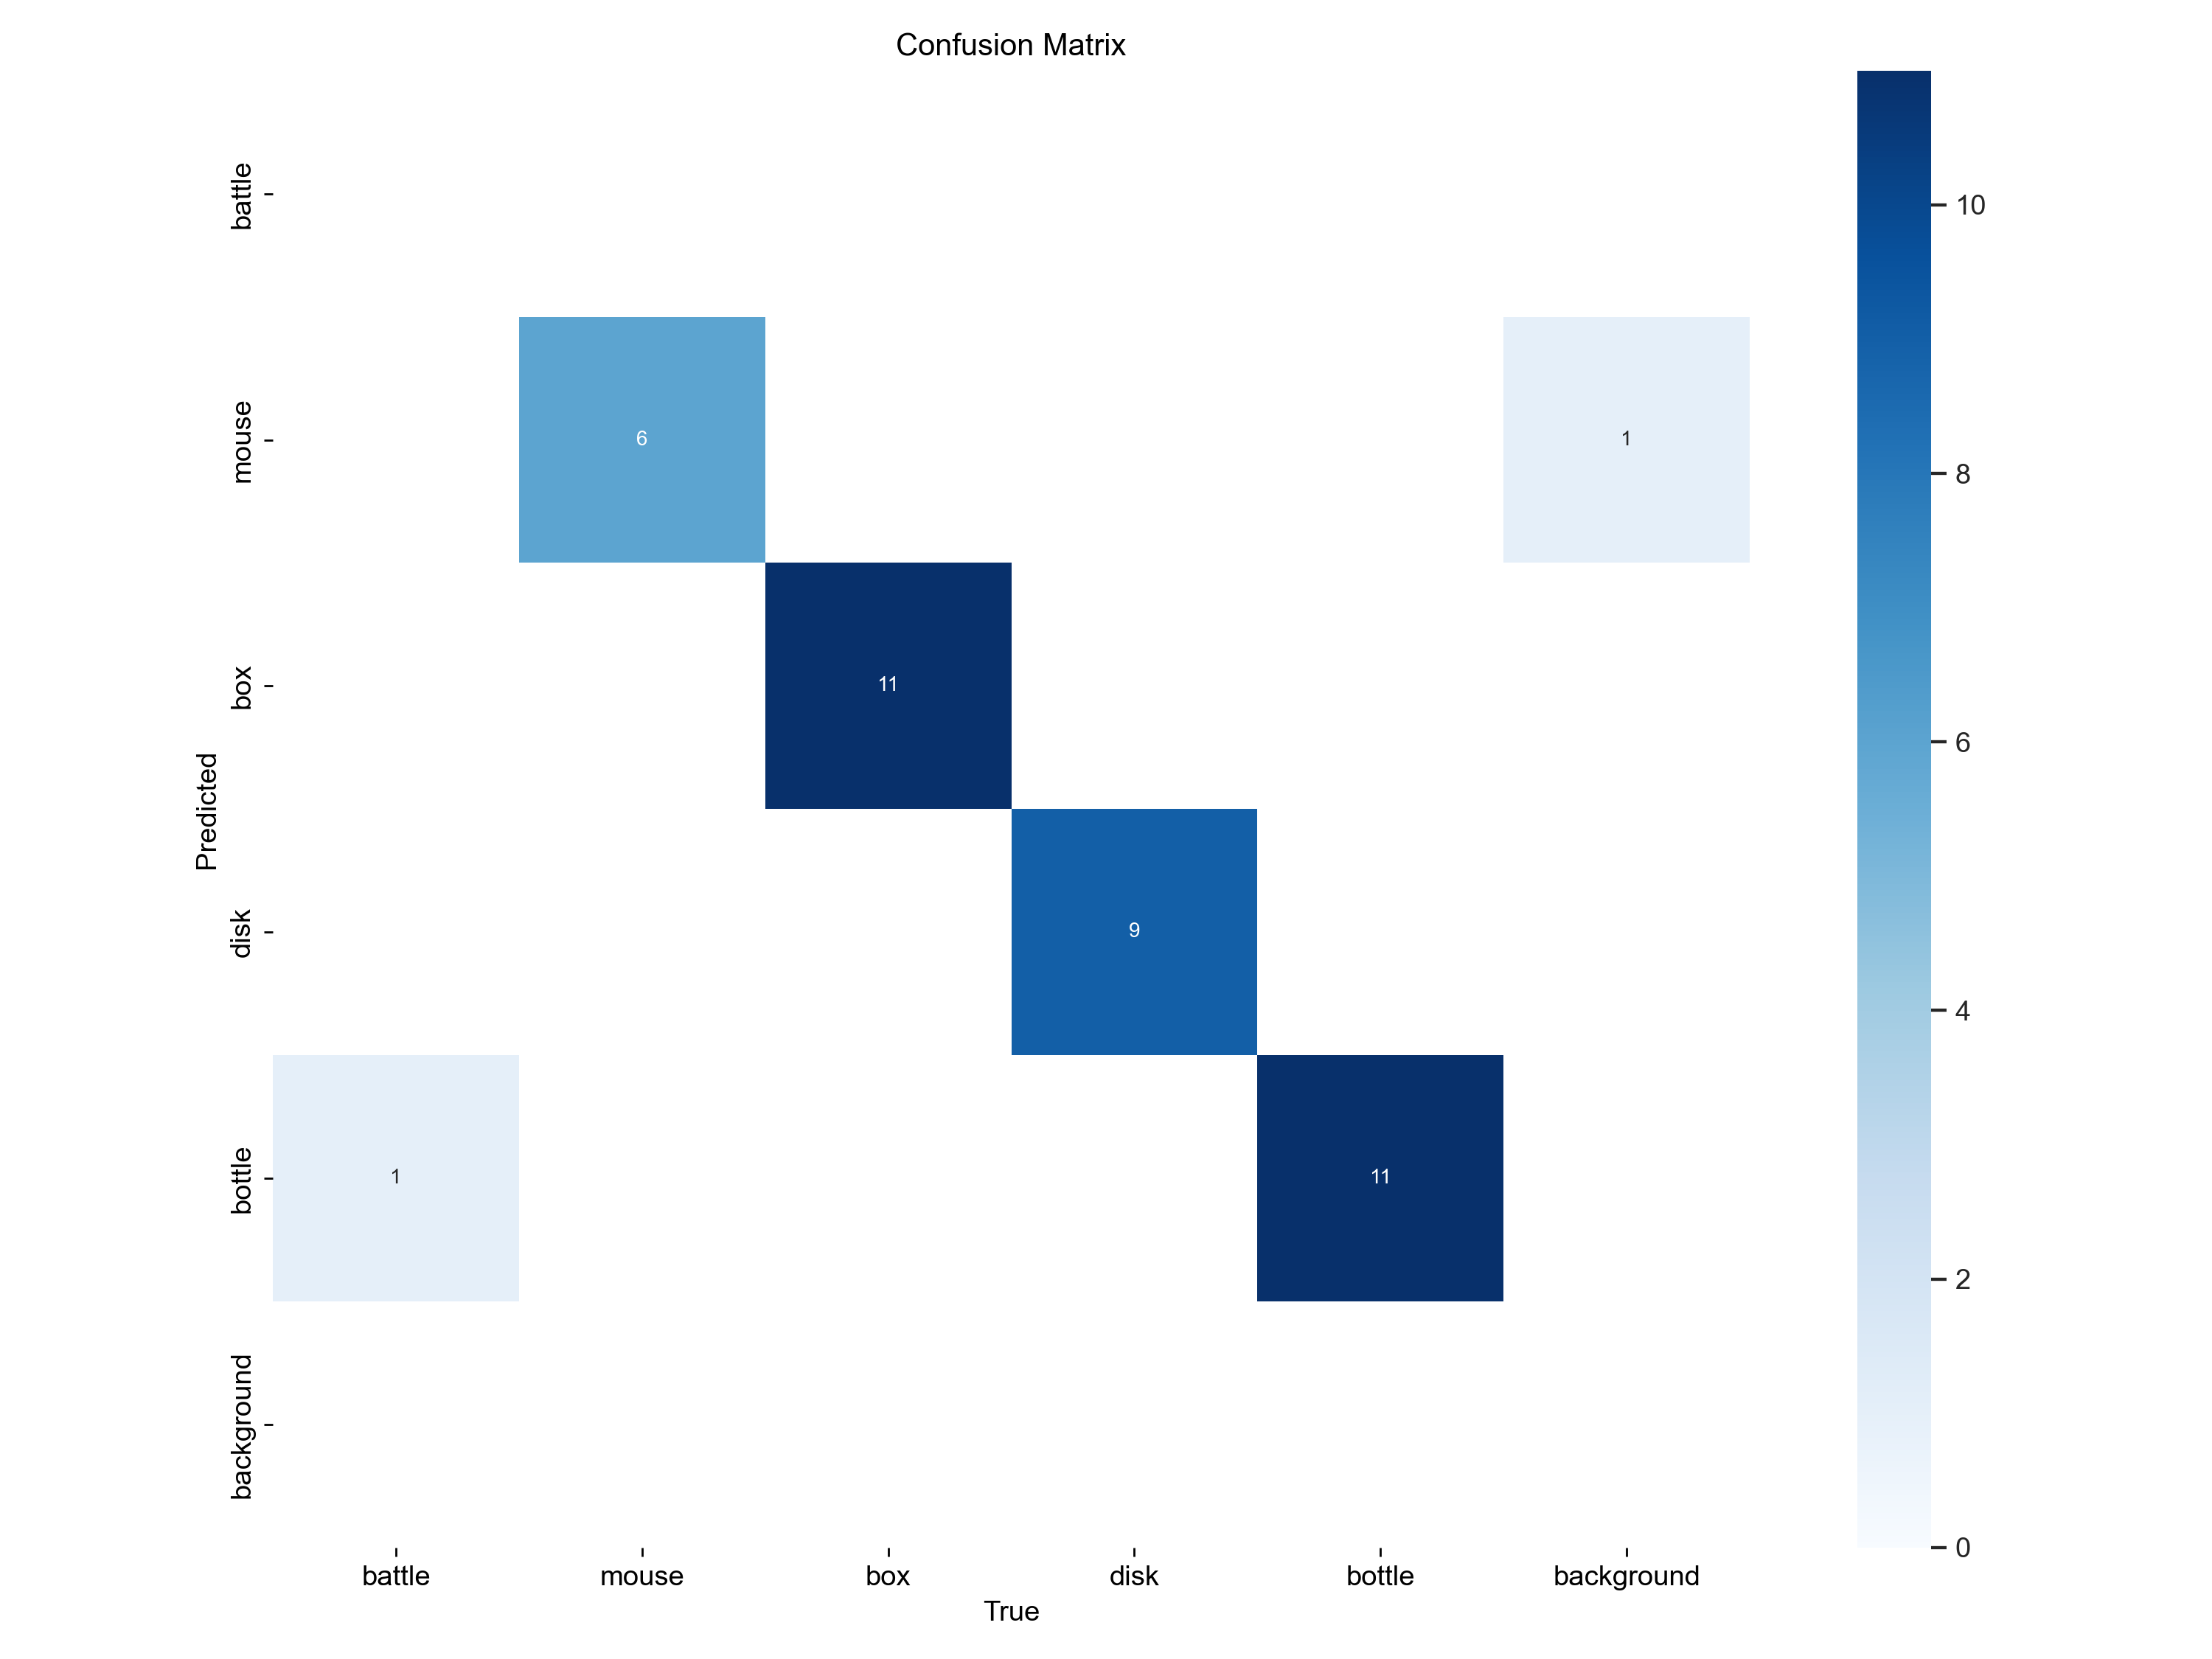 Confusion Matrix
battle
mouse
box
disk
bottle
background
Predicted
6
1
11
9
1
11
battle
mouse
box
disk
bottle
background
True
10
8
6
4
2
0